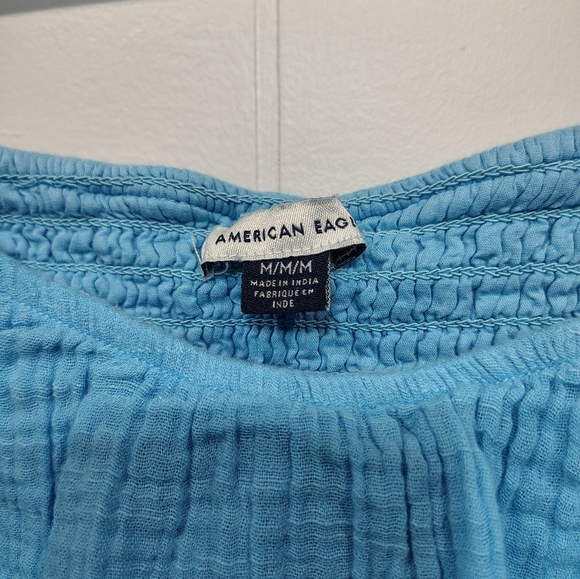 AMERICAN EAG
M/M/M
MADE IN INDIA
FABRIQUE EN
INDE